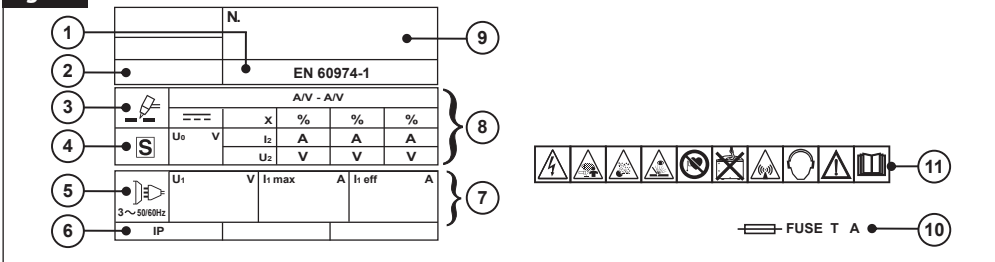 N.
1
9
2
EN 60974-1
3
A/V - A/V
X % % %
8
4
S
U0 V I2 A A A
U2 V V V
11
5
U1 V I1 max A I1 eff A
7
3~ 50/60Hz
6
IP
FUSE T A
10